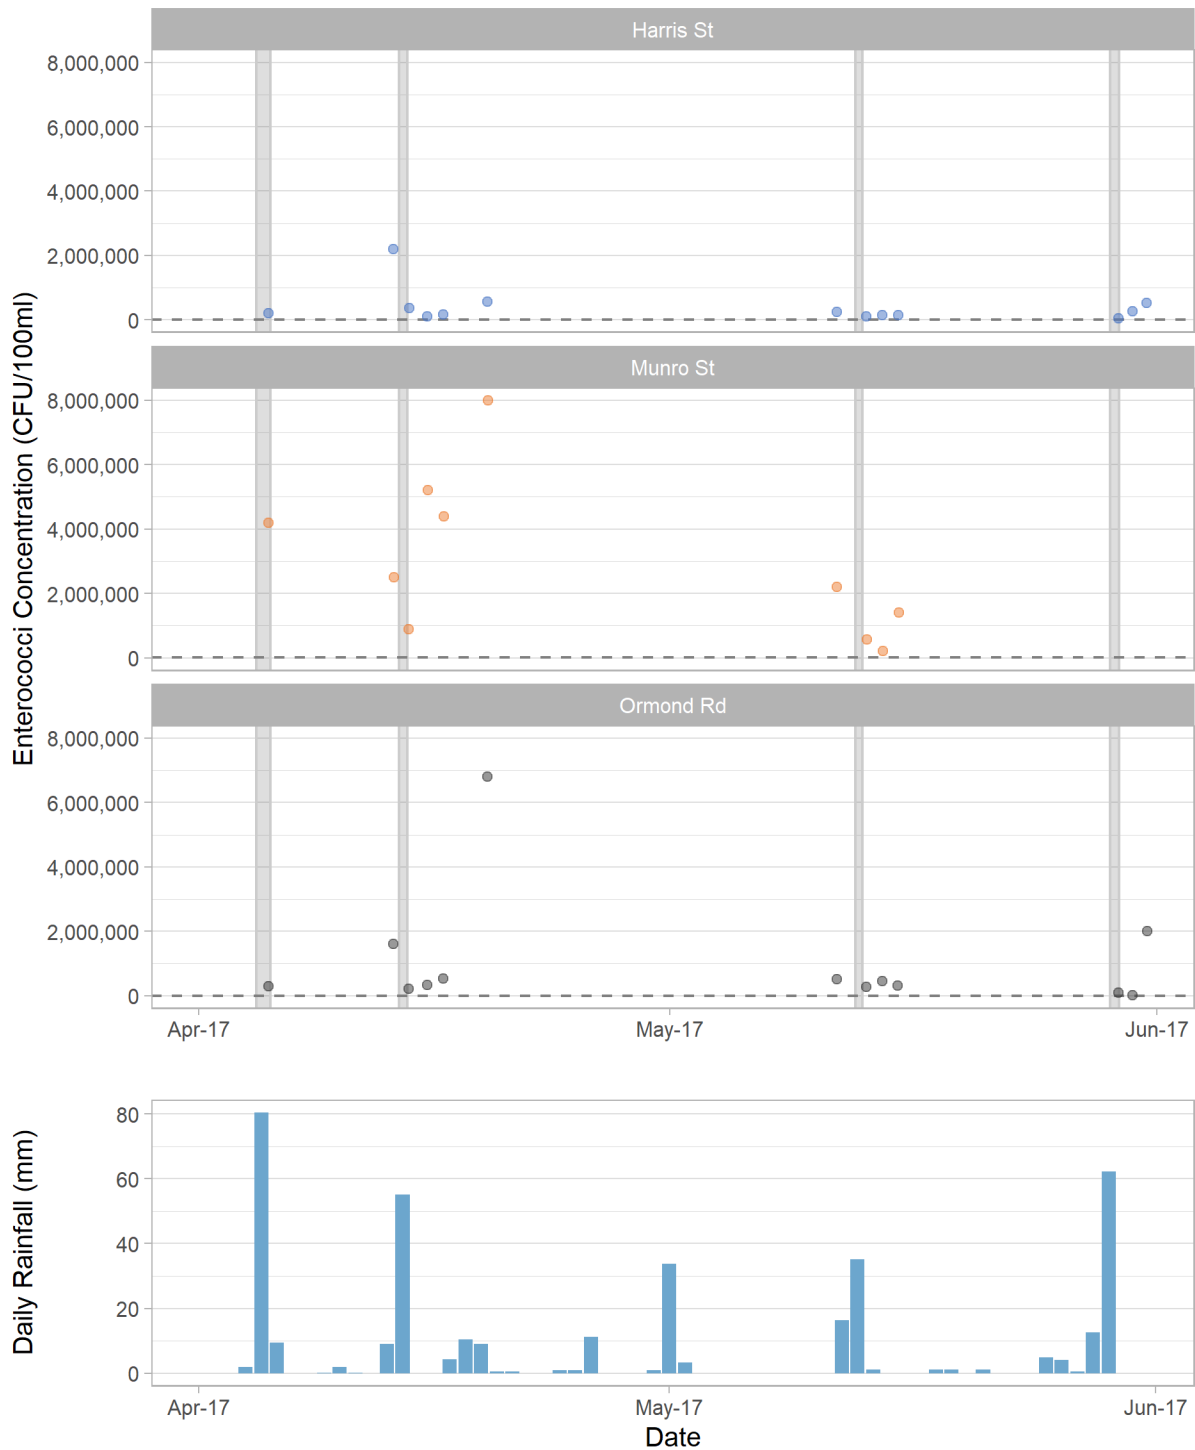 Harris St
8,000,000
6,000,000
4,000,000
2,000,000
0
Munro St
8,000,000
6,000,000
4,000,000
2,000,000
0
Ormond Rd
8,000,000
6,000,000
4,000,000
2,000,000
0
Enterococci Concentration (CFU/100ml)
Apr-17 May-17 Jun-17
80
60
40
20
0
Daily Rainfall (mm)
Apr-17 May-17 Jun-17
Date